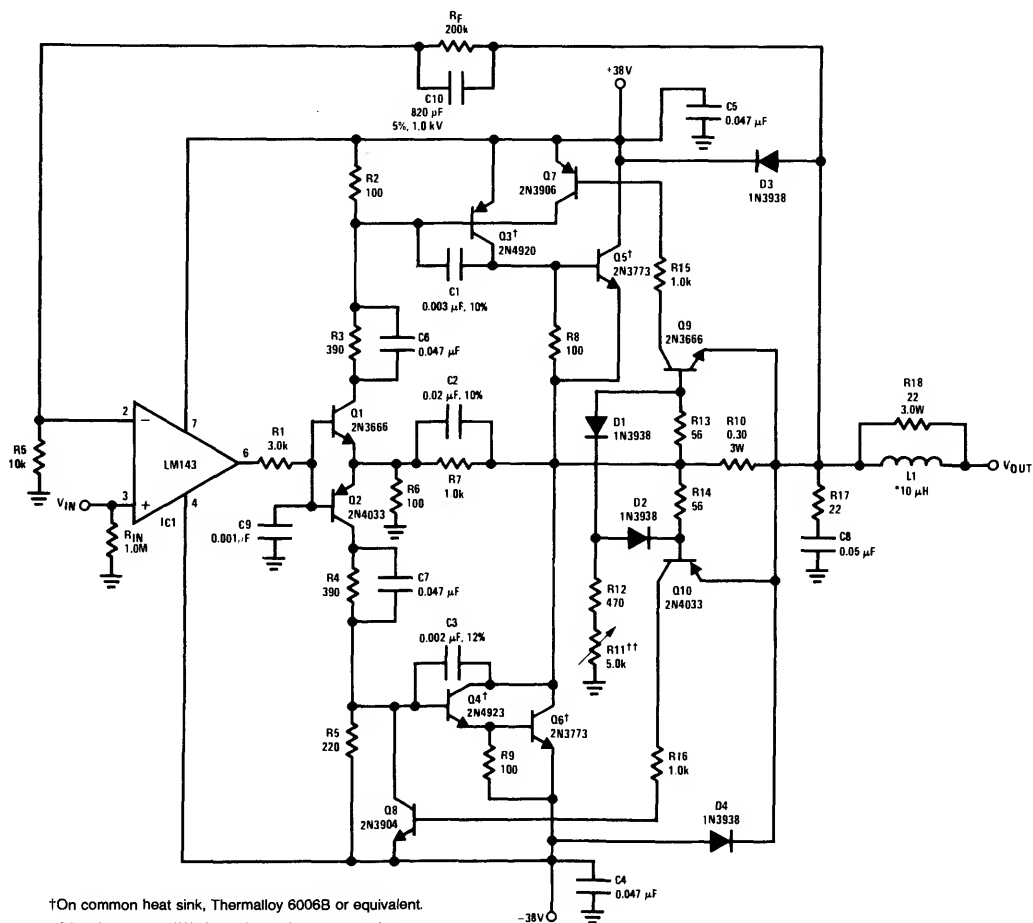 RF
200k
C10
820 pF
5%, 1.0 kV
+38V
C5
0.047 µF
R2
100
Q7
2N3906
D3
1N3938
Q3†
2N4920
Q5†
2N3773
R15
1.0k
C1
0.003 µF, 10%
R3
390
C6
0.047 µF
R8
100
Q9
2N3666
C2
0.02 µF, 10%
Q1
2N3666
D1
1N3938
R13
56
R10
0.30
3W
R18
22
3.0W
R5
10k
2
−
7
LM143
6
R1
3.0k
R7
1.0k
L1
*10 µH
VOUT
VIN
3
+
4
IC1
RIN
1.0M
Q2
2N4033
R6
100
D2
1N3938
R14
56
R17
22
C8
0.05 µF
C9
0.001 µF
R4
390
C7
0.047 µF
R12
470
Q10
2N4033
C3
0.002 µF, 12%
R11††
5.0k
Q4†
2N4923
Q6†
2N3773
R5
220
R9
100
R16
1.0k
Q8
2N3904
D4
1N3938
C4
0.047 µF
−38V
†On common heat sink, Thermalloy 6006B or equivalent.